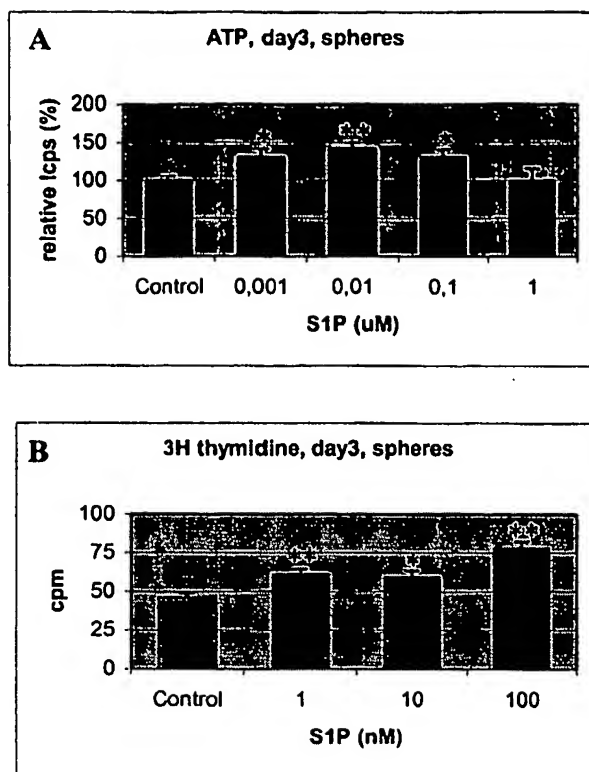 A
ATP, day3, spheres
relative lcps (%)
200
150
100
50
0
* ** *
Control 0,001 0,01 0,1 1
S1P (uM)
B
3H thymidine, day3, spheres
cpm
100
75
50
25
0
** * **
Control 1 10 100
S1P (nM)